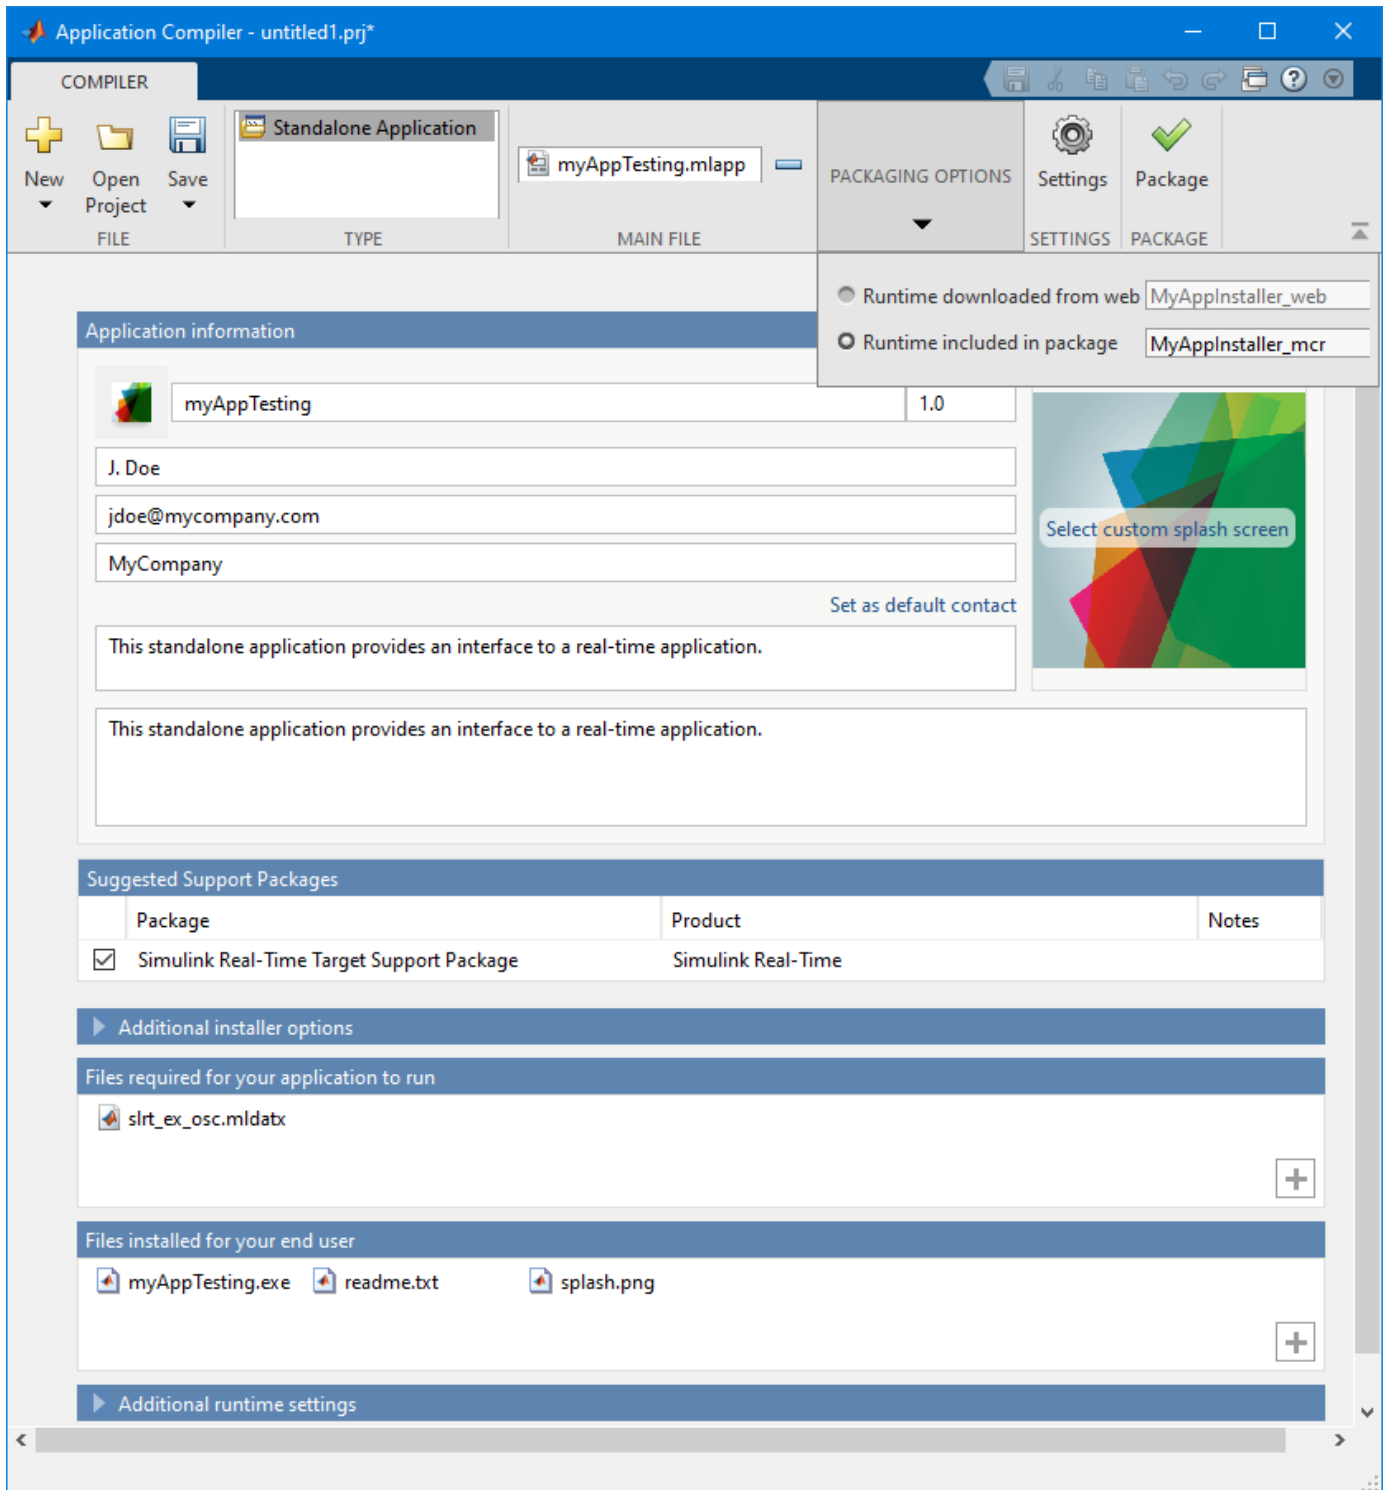 Application Compiler - untitled1.prj*
COMPILER
New
Open Project
Save
FILE
Standalone Application
TYPE
myAppTesting.mlapp
MAIN FILE
PACKAGING OPTIONS
Settings
SETTINGS
Package
PACKAGE
Runtime downloaded from web MyAppInstaller_web
Runtime included in package MyAppInstaller_mcr
Application information
myAppTesting 1.0
J. Doe
jdoe@mycompany.com
MyCompany
Set as default contact
Select custom splash screen
This standalone application provides an interface to a real-time application.
This standalone application provides an interface to a real-time application.
Suggested Support Packages
Package Product Notes
Simulink Real-Time Target Support Package Simulink Real-Time
Additional installer options
Files required for your application to run
slrt_ex_osc.mldatx
Files installed for your end user
myAppTesting.exe readme.txt splash.png
Additional runtime settings